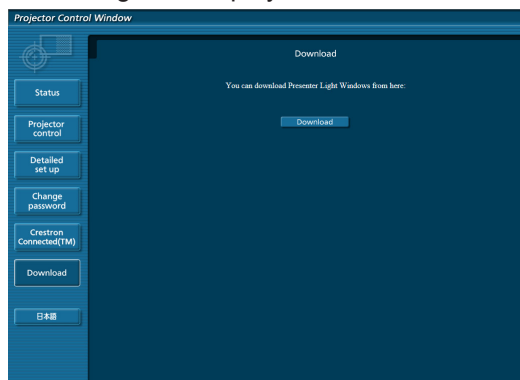 Projector Control Window
Download
You can download Presenter Light Windows from here:
Download
Status
Projector
control
Detailed
set up
Change
password
Crestron
Connected(TM)
Download
日本語